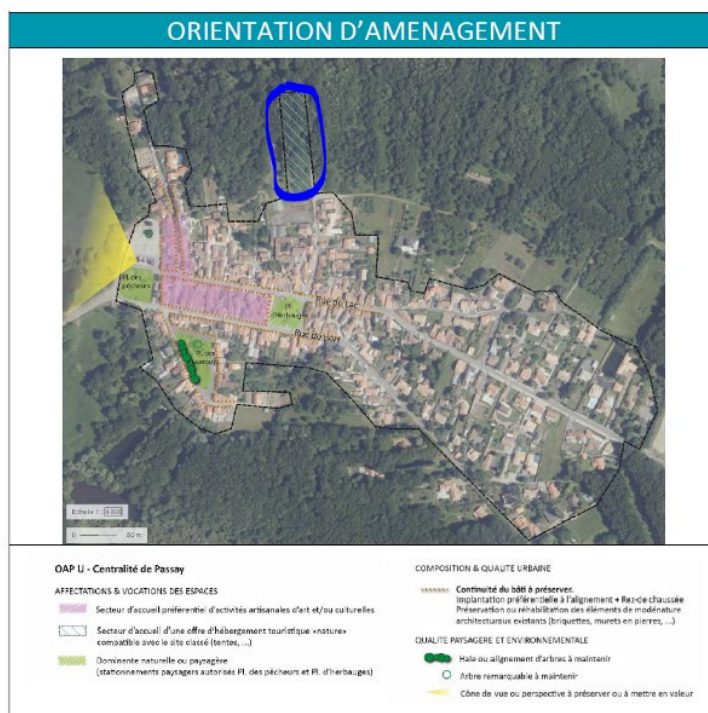 ORIENTATION D'AMENAGEMENT
Pl. des
pêcheurs
Rue du Lac
Pl.
d'Herbauges
Rue du Port
Pl. des
Echelle 1:
0
60 m
OAP U - Centralité de Passay
AFFECTATIONS & VOCATIONS DES ESPACES
Secteur d'accueil préférentiel d'activités artisanales d'art et/ou culturelles
Secteur d'accueil d'une offre d'hébergement touristique «nature»
compatible avec le site classé (tentes, ...)
Dominante naturelle ou paysagère
(stationnements paysagers autorisés Pl. des pêcheurs et Pl. d'herbauges)
COMPOSITION & QUALITE URBAINE
Continuité du bâti à préserver.
Implantation préférentielle à l'alignement + Rez-de chaussée
Préservation ou réhabilitation des éléments de modénature
architecturaux existants (briquettes, murets en pierres, ...)
QUALITE PAYSAGERE ET ENVIRONNEMENTALE
Haie ou alignement d'arbres à maintenir
Arbre remarquable à maintenir
Cône de vue ou perspective à préserver ou à mettre en valeur